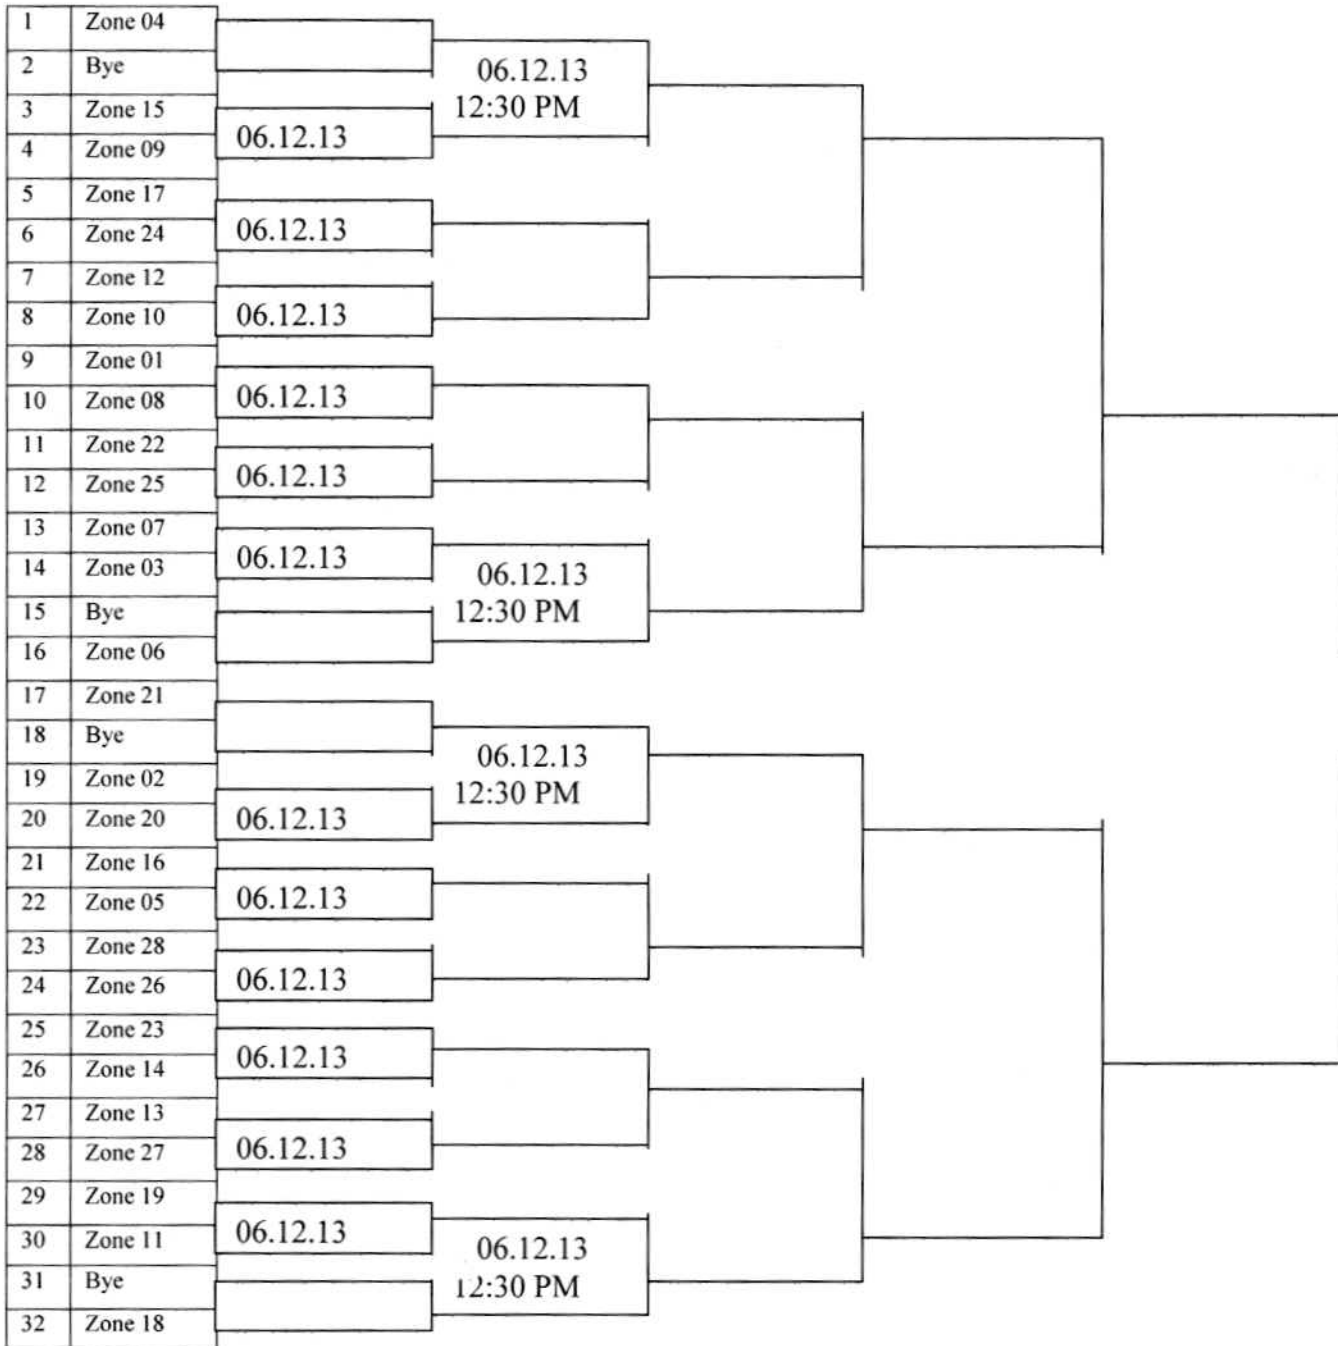 1 Zone 04
2 Bye
06.12.13
3 Zone 15
12:30 PM
06.12.13
4 Zone 09
5 Zone 17
06.12.13
6 Zone 24
7 Zone 12
06.12.13
8 Zone 10
9 Zone 01
06.12.13
10 Zone 08
11 Zone 22
06.12.13
12 Zone 25
13 Zone 07
06.12.13
14 Zone 03
06.12.13
15 Bye
12:30 PM
16 Zone 06
17 Zone 21
18 Bye
06.12.13
19 Zone 02
12:30 PM
06.12.13
20 Zone 20
21 Zone 16
06.12.13
22 Zone 05
23 Zone 28
06.12.13
24 Zone 26
25 Zone 23
06.12.13
26 Zone 14
27 Zone 13
06.12.13
28 Zone 27
29 Zone 19
06.12.13
30 Zone 11
06.12.13
31 Bye
12:30 PM
32 Zone 18